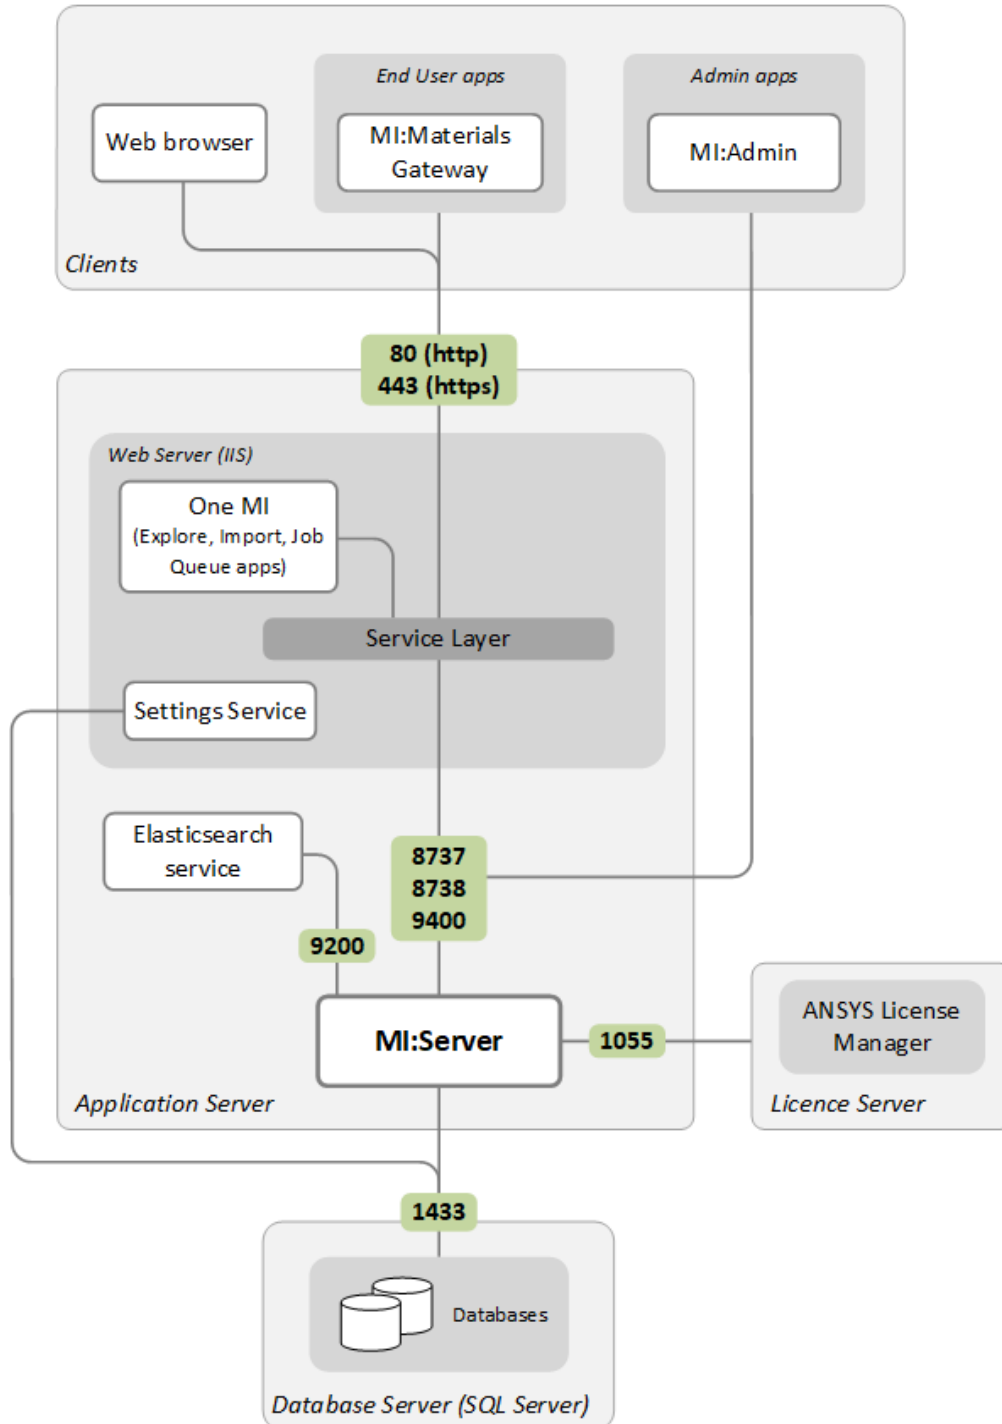 End User apps
Admin apps
Web browser
MI:Materials
Gateway
MI:Admin
Clients
80 (http)
443 (https)
Web Server (IIS)
One MI
(Explore, Import, Job
Queue apps)
Service Layer
Settings Service
Elasticsearch
service
8737
8738
9400
9200
MI:Server
1055
ANSYS License
Manager
Application Server
Licence Server
1433
Databases
Database Server (SQL Server)